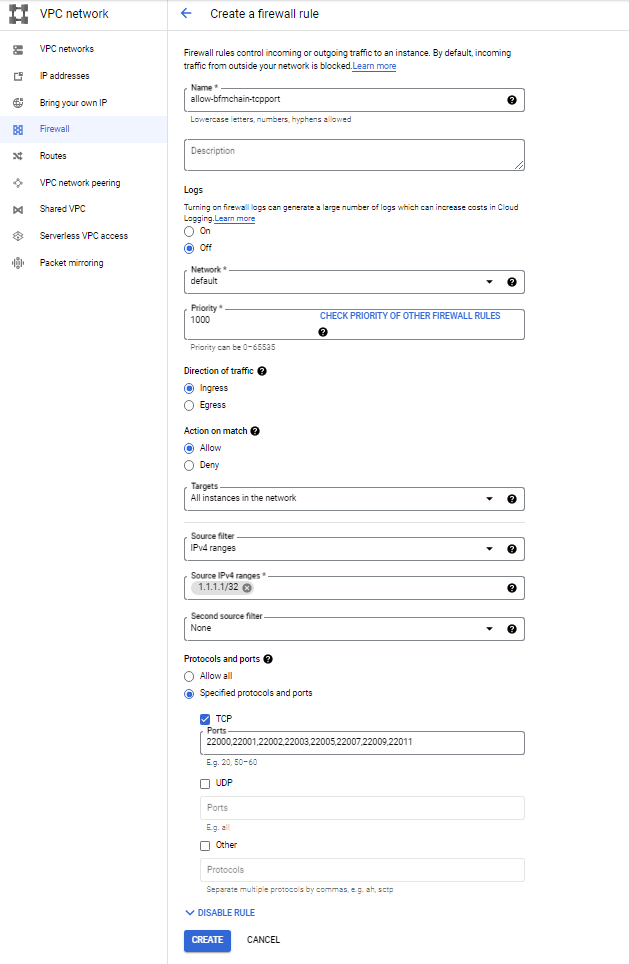 VPC network
Create a firewall rule
VPC networks
IP addresses
Bring your own IP
Firewall
Routes
VPC network peering
Shared VPC
Serverless VPC access
Packet mirroring
Firewall rules control incoming or outgoing traffic to an instance. By default, incoming
traffic from outside your network is blocked.Learn more
Name *
allow-bfmchain-tcpport
Lowercase letters, numbers, hyphens allowed
Description
Logs
Turning on firewall logs can generate a large number of logs which can increase costs in Cloud
Logging.Learn more
On
Off
Network *
default
Priority *
1000
CHECK PRIORITY OF OTHER FIREWALL RULES
Priority can be 0–65535
Direction of traffic
Ingress
Egress
Action on match
Allow
Deny
Targets
All instances in the network
Source filter
IPv4 ranges
Source IPv4 ranges *
1.1.1.1/32
Second source filter
None
Protocols and ports
Allow all
Specified protocols and ports
TCP
Ports
22000,22001,22002,22003,22005,22007,22009,22011
E.g. 20, 50–60
UDP
Ports
E.g. all
Other
Protocols
Separate multiple protocols by commas, e.g. ah, sctp
DISABLE RULE
CREATE
CANCEL